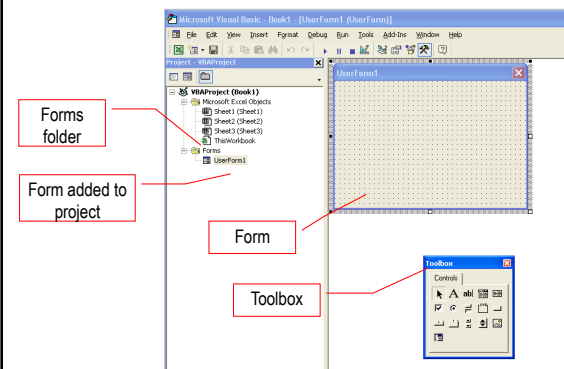 Microsoft Visual Basic - Book1 - [UserForm1 (UserForm)]
File Edit View Insert Format Debug Run Tools Add-Ins Window Help
Project - VBAProject
VBAProject (Book1)
Microsoft Excel Objects
Sheet1 (Sheet1)
Sheet2 (Sheet2)
Sheet3 (Sheet3)
ThisWorkbook
Forms
UserForm1
UserForm1
Forms
folder
Form added to
project
Form
Toolbox
Toolbox
Controls
A abl